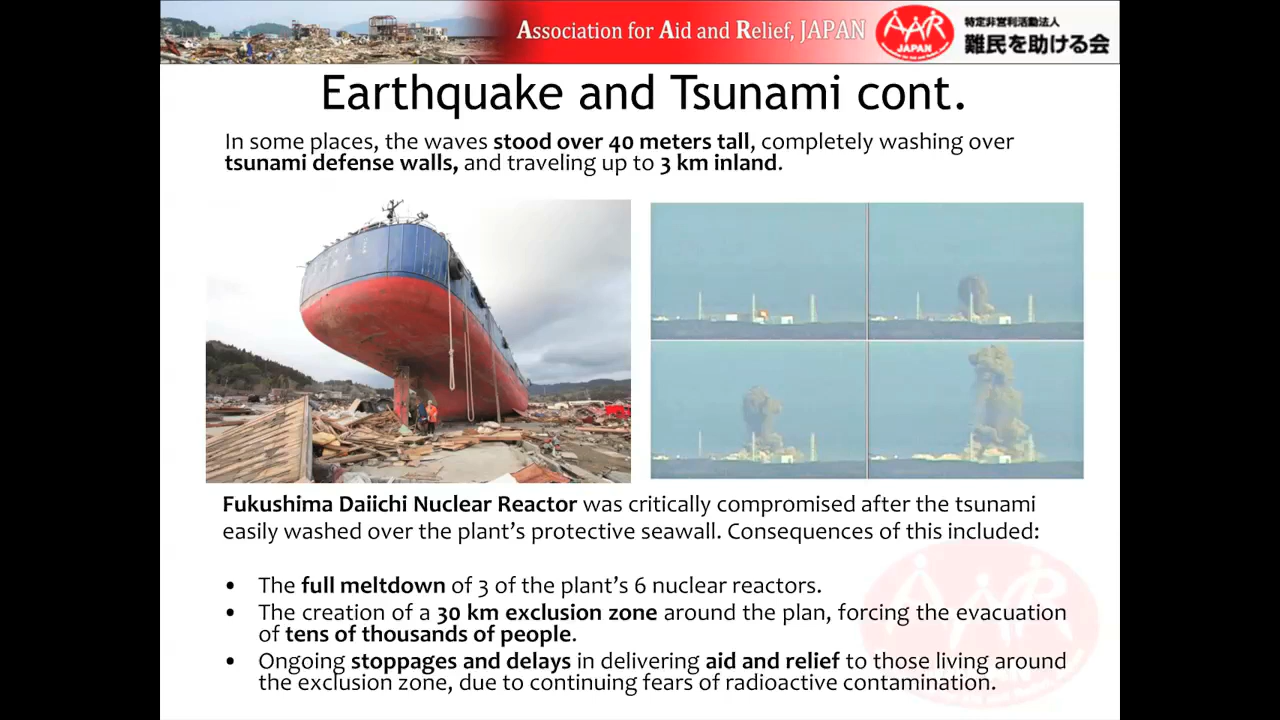 Association for Aid and Relief, JAPAN
AAR
JAPAN
特定非営利活動法人
難民を助ける会
Earthquake and Tsunami cont.
In some places, the waves stood over 40 meters tall, completely washing over
tsunami defense walls, and traveling up to 3 km inland.
Fukushima Daiichi Nuclear Reactor was critically compromised after the tsunami
easily washed over the plant's protective seawall. Consequences of this included:
• The full meltdown of 3 of the plant's 6 nuclear reactors.
• The creation of a 30 km exclusion zone around the plan, forcing the evacuation
of tens of thousands of people.
• Ongoing stoppages and delays in delivering aid and relief to those living around
the exclusion zone, due to continuing fears of radioactive contamination.